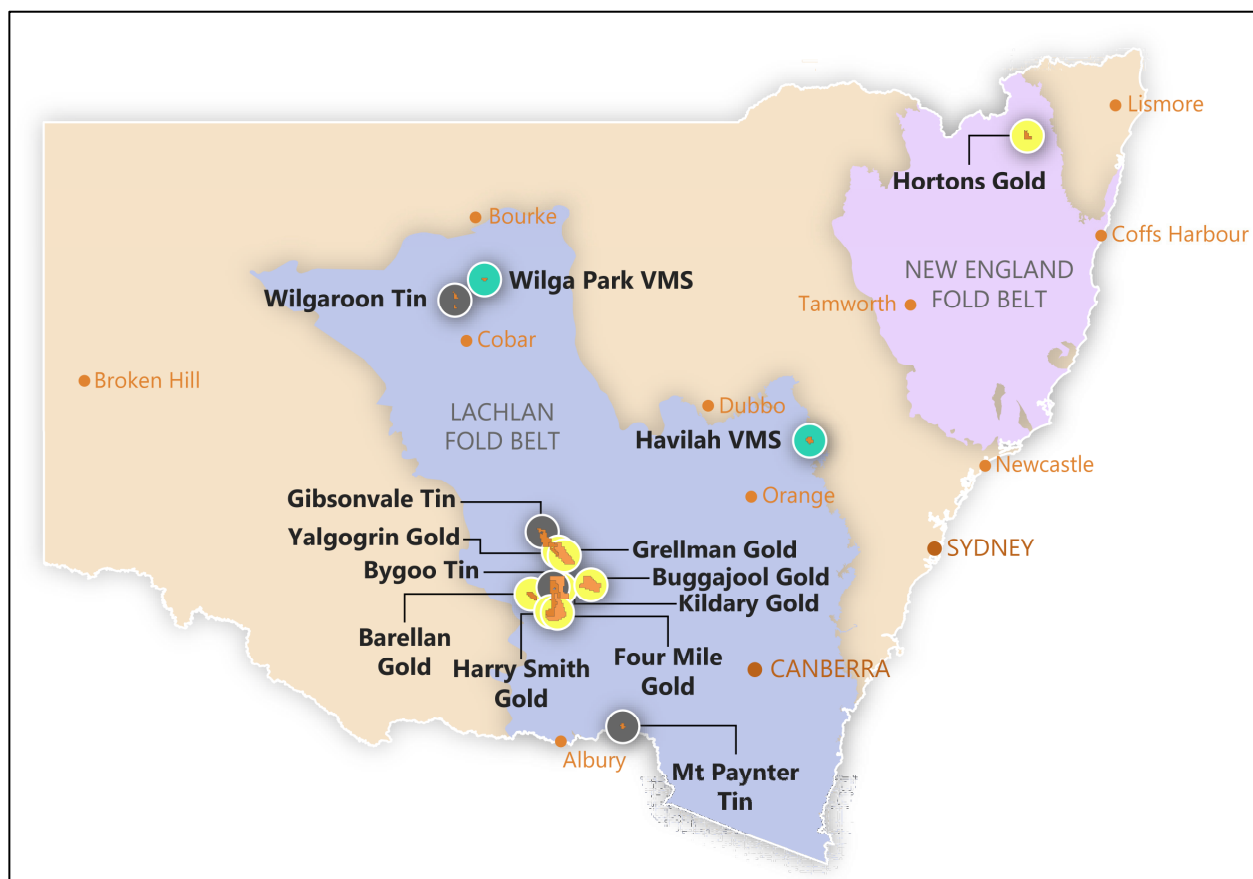 Lismore
Hortons Gold
Bourke
Coffs Harbour
Wilga Park VMS
NEW ENGLAND
FOLD BELT
Wilgaroon Tin
Tamworth
Cobar
Broken Hill
Dubbo
LACHLAN
FOLD BELT
Havilah VMS
Newcastle
Gibsonvale Tin
Orange
Yalgogrin Gold
Grellman Gold
SYDNEY
Bygoo Tin
Buggajool Gold
Kildary Gold
Barellan
Gold
Harry Smith
Gold
Four Mile
Gold
CANBERRA
Albury
Mt Paynter
Tin